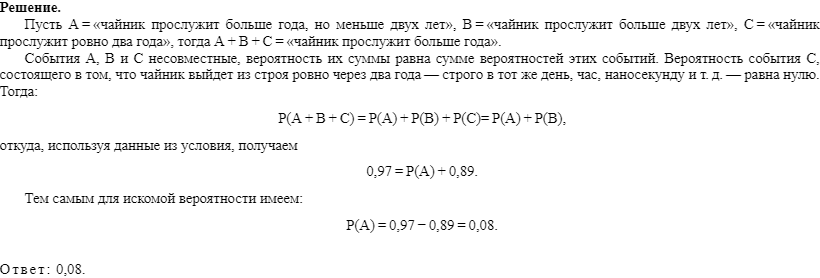 Решение.
Пусть A = «чайник прослужит больше года, но меньше двух лет», B = «чайник прослужит больше двух лет», C = «чайник
прослужит ровно два года», тогда A + B + C = «чайник прослужит больше года».
События A, B и C несовместные, вероятность их суммы равна сумме вероятностей этих событий. Вероятность события C,
состоящего в том, что чайник выйдет из строя ровно через два года — строго в тот же день, час, наносекунду и т. д. — равна нулю.
Тогда:
P(A + B + C) = P(A) + P(B) + P(C)= P(A) + P(B),
откуда, используя данные из условия, получаем
0,97 = P(A) + 0,89.
Тем самым для искомой вероятности имеем:
P(A) = 0,97 − 0,89 = 0,08.
Ответ: 0,08.